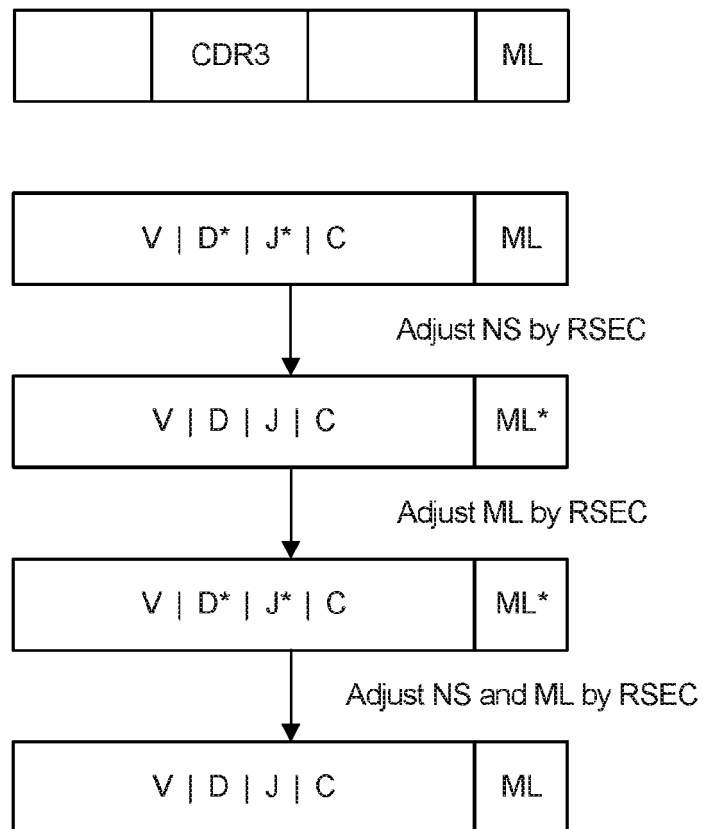 CDR3 ML
V | D* | J* | C ML
Adjust NS by RSEC
V | D | J | C ML*
Adjust ML by RSEC
V | D* | J* | C ML*
Adjust NS and ML by RSEC
V | D | J | C ML